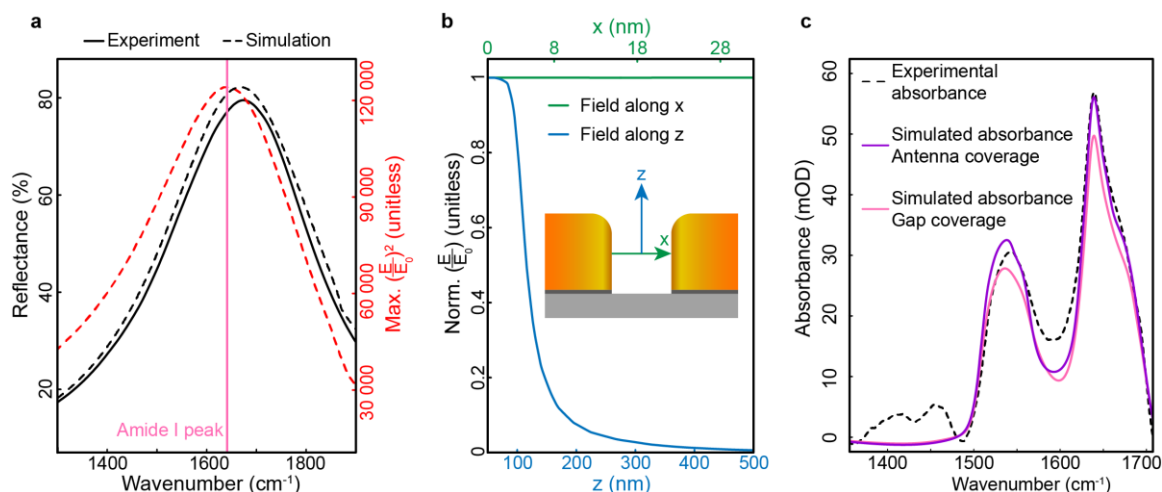 a
Experiment
Simulation
Reflectance (%)
80
60
40
20
120 000
90 000
60 000
30 000
Max. (E/E0)² (unitless)
Amide I peak
1400
1600
1800
Wavenumber (cm-1)
b
x (nm)
0
8
18
28
Norm. (E/E0) (unitless)
1
0.8
0.6
0.4
0.2
0
Field along x
Field along z
z
x
100
200
300
400
500
z (nm)
c
Absorbance (mOD)
60
50
40
30
20
10
0
Experimental
absorbance
Simulated absorbance
Antenna coverage
Simulated absorbance
Gap coverage
1400
1500
1600
1700
Wavenumber (cm-1)